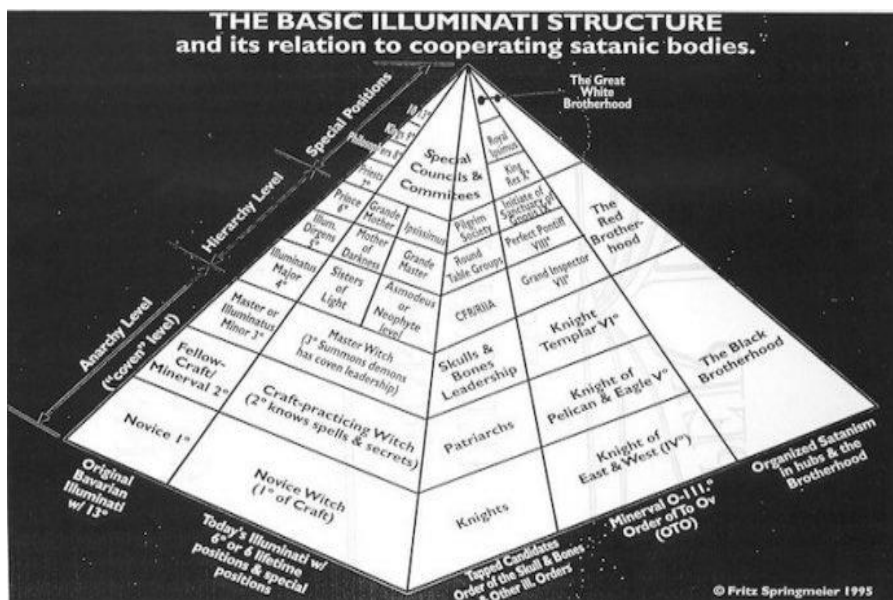 THE BASIC ILLUMINATI STRUCTURE
and its relation to cooperating satanic bodies.
The Great
White
Brotherhood
Special Positions
Hierarchy Level
Anarchy Level
("coven" level)
Kings 9°
Philosophers 8°
Priests
7°
Prince
6°
Illum.
Dirgens
5°
Illuminatus
Major
4°
Master or
Illuminatus
Minor 3°
Fellow-
Craft/
Minerval 2°
Novice 1°
Original
Bavarian
Illuminati
w/ 13°
Special
Councils &
Commitees
Grande
Mother
Ipsissimus
Mother
of
Darkness
Grande
Master
Sisters
of
Light
Asmodeus
or
Neophyte
level
Master Witch
(3° Summons demons
has coven leadership)
Craft-practicing Witch
(2° knows spells & secrets)
Novice Witch
(1° of Craft)
Today's Illuminati w/
6° or 6 lifetime
positions & special
positions
Pilgrim
Society
Round
Table Groups
CFR/RIIA
Skulls &
Bones
Leadership
Patriarchs
Knights
Tapped Candidates
Order of the Skull & Bones
& Other ill. Orders
Royal
Ipsimus
King
Rex X°
Initiate of
Sanctuary of
Gnosis IX°
Perfect Pontiff
VIII°
Grand Inspector
VII°
Knight
Templar VI°
Knight of
Pelican & Eagle V°
Knight of
East & West (IV°)
Minerval O-III.°
Order of To Ov
(OTO)
The Red
Brother-
hood
The Black
Brotherhood
Organized Satanism
in hubs & the
Brotherhood
© Fritz Springmeier 1995